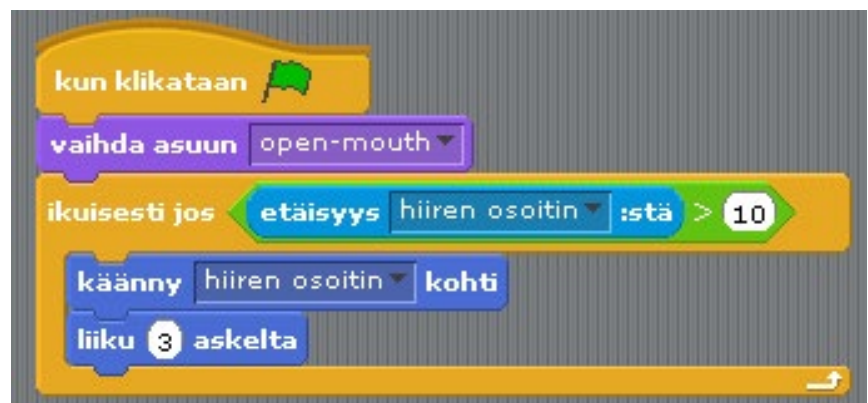 kun klikataan
vaihda asuun open-mouth
ikuisesti jos etäisyys hiiren osoitin :stä > 10
käänny hiiren osoitin kohti
liiku 3 askelta